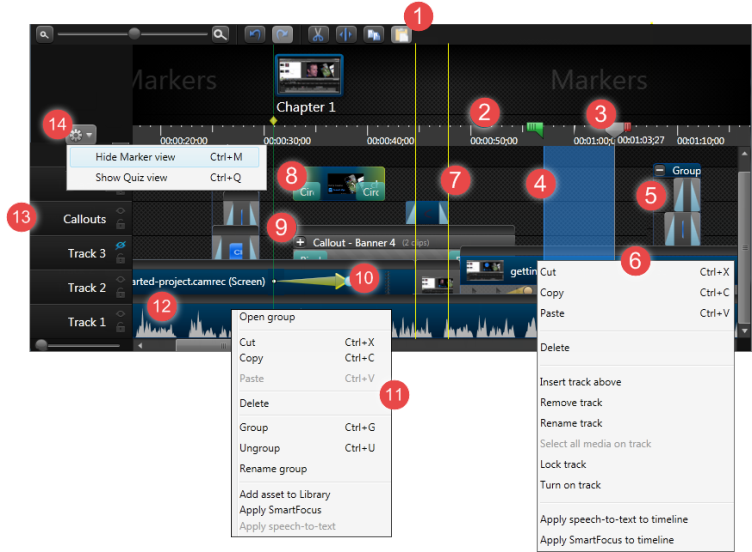 1
Markers Markers
Chapter 1
14 2 3
00:00:20:00 00:00:30;00 00:00:40;00 00:00:50;00 00:01:00; 00:01:03;27 00:01:10;00
Hide Marker view Ctrl+M
Show Quiz view Ctrl+Q
8 7 4 5 Group
Circ Circ
13 Callouts
9
+ Callout - Banner 4 (2 clips)
Track 3
6
10
Track 2 arted-project.camrec (Screen) getting
12
Track 1
Open group
Cut Ctrl+X
Copy Ctrl+C
Paste Ctrl+V
11
Delete
Group Ctrl+G
Ungroup Ctrl+U
Rename group
Add asset to Library
Apply SmartFocus
Apply speech-to-text
Cut Ctrl+X
Copy Ctrl+C
Paste Ctrl+V
Delete
Insert track above
Remove track
Rename track
Select all media on track
Lock track
Turn on track
Apply speech-to-text to timeline
Apply SmartFocus to timeline